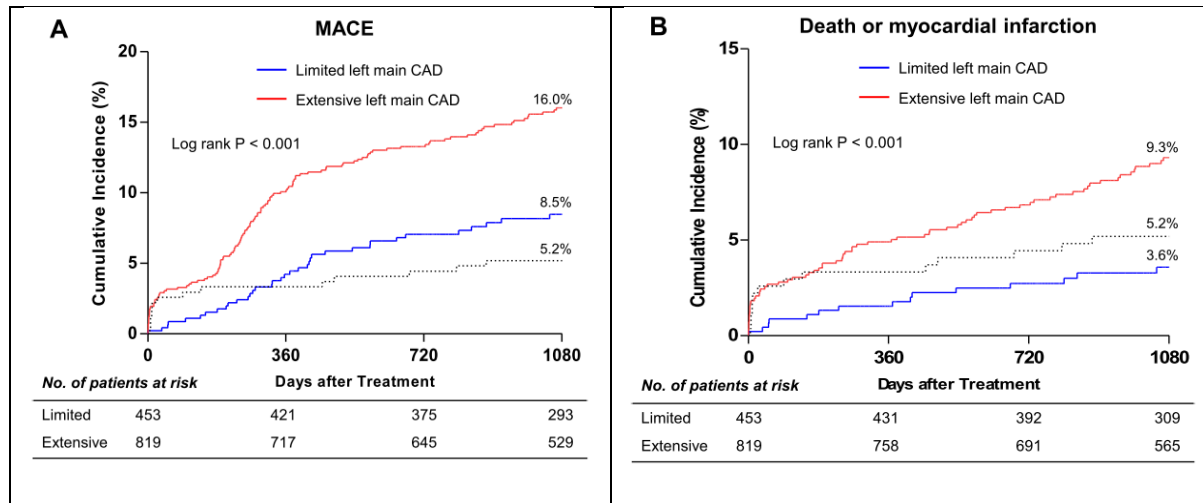 A
MACE
20
15
10
5
0
Cumulative Incidence (%)
Limited left main CAD
Extensive left main CAD
Log rank P < 0.001
16.0%
8.5%
5.2%
0 360 720 1080
No. of patients at risk Days after Treatment
Limited 453 421 375 293
Extensive 819 717 645 529
B
Death or myocardial infarction
15
10
5
0
Cumulative Incidence (%)
Limited left main CAD
Extensive left main CAD
Log rank P < 0.001
9.3%
5.2%
3.6%
0 360 720 1080
No. of patients at risk Days after Treatment
Limited 453 431 392 309
Extensive 819 758 691 565